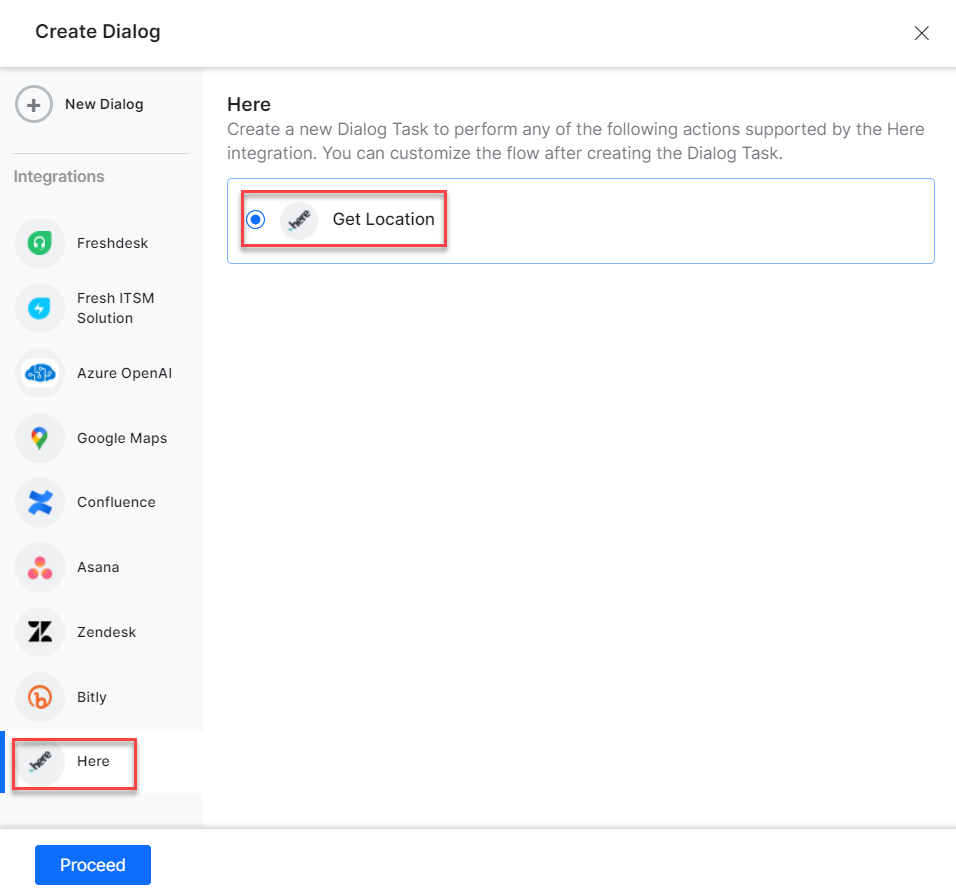 Create Dialog
New Dialog
Integrations
Freshdesk
Fresh ITSM
Solution
Azure OpenAI
Google Maps
Confluence
Asana
Zendesk
Bitly
here
Here
Here
Create a new Dialog Task to perform any of the following actions supported by the Here
integration. You can customize the flow after creating the Dialog Task.
here
Get Location
Proceed